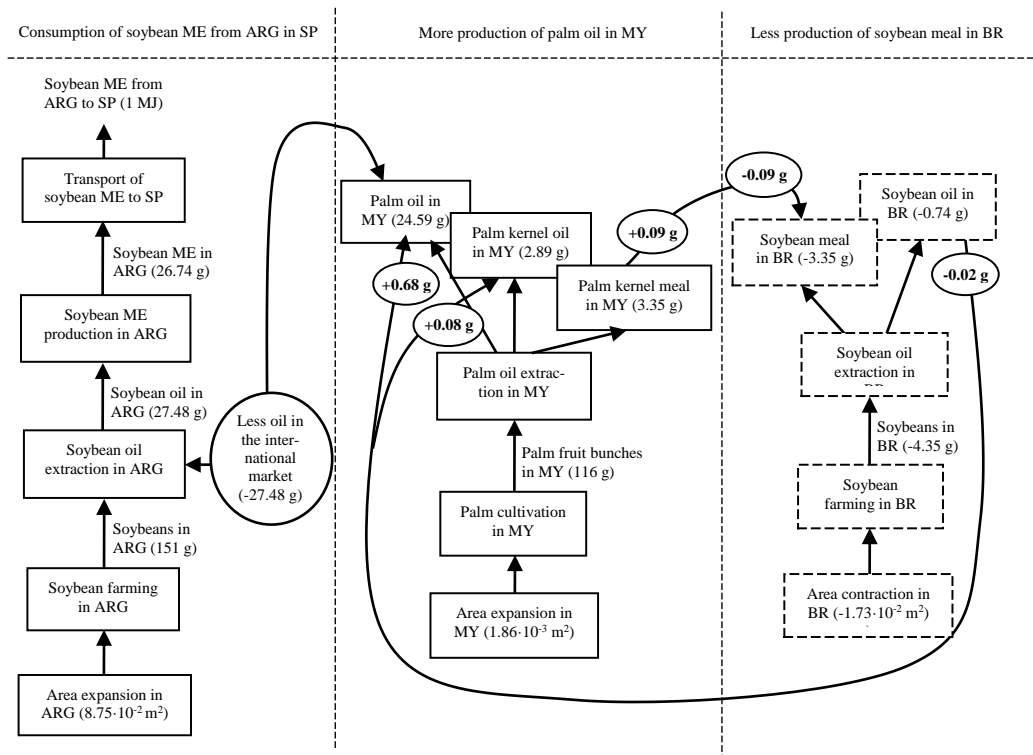 Consumption of soybean ME from ARG in SP
Soybean ME from
ARG to SP (1 MJ)
Transport of
soybean ME to SP
Soybean ME in
ARG (26.74 g)
Soybean ME
production in ARG
Soybean oil in
ARG (27.48 g)
Soybean oil
extraction in ARG
Soybeans in
ARG (151 g)
Soybean farming
in ARG
Area expansion in
ARG (8.75·10⁻² m²)
Less oil in
the inter-
national
market
(-27.48 g)
More production of palm oil in MY
Palm oil in
MY (24.59 g)
Palm kernel oil
in MY (2.89 g)
Palm kernel meal
in MY (3.35 g)
+0.68 g
+0.08 g
+0.09 g
Palm oil extrac-
tion in MY
Palm fruit bunches
in MY (116 g)
Palm cultivation
in MY
Area expansion in
MY (1.86·10⁻³ m²)
Less production of soybean meal in BR
-0.09 g
Soybean oil in
BR (-0.74 g)
Soybean meal
in BR (-3.35 g)
-0.02 g
Soybean oil
extraction in
Soybeans in
BR (-4.35 g)
Soybean
farming in BR
Area contraction in
BR (-1.73·10⁻² m²)